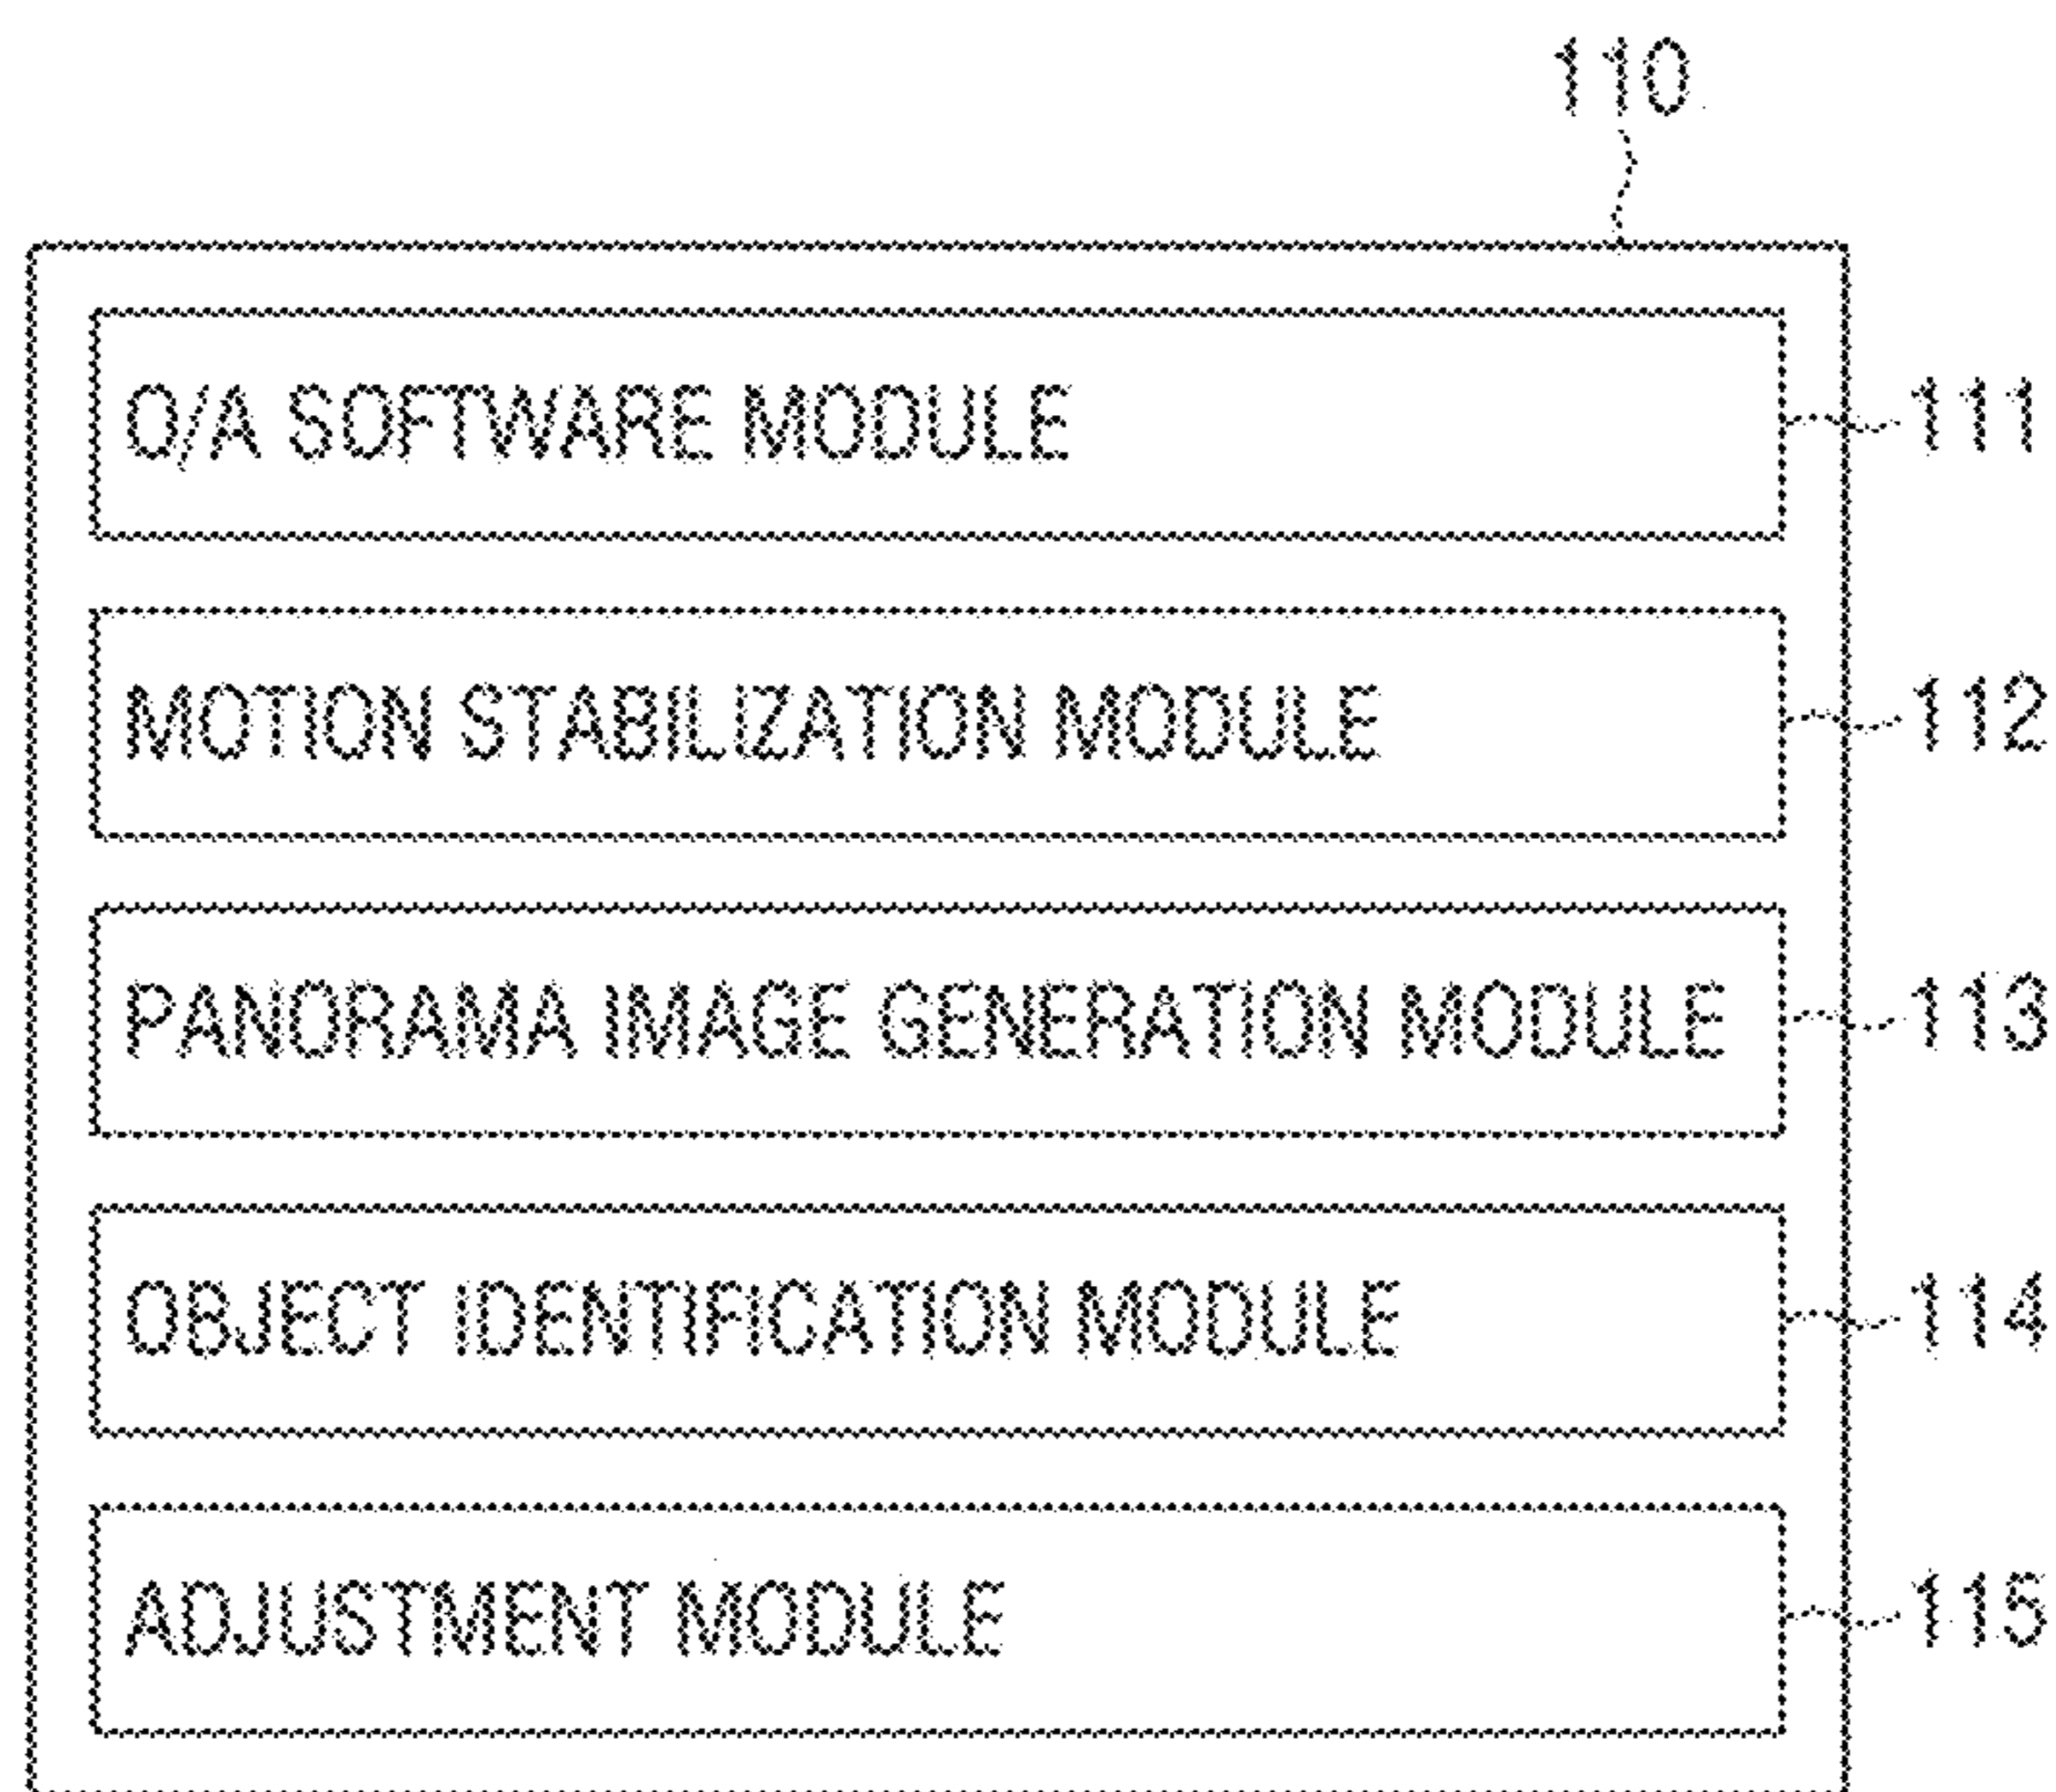 110
O/A SOFTWARE MODULE 111
MOTION STABILIZATION MODULE 112
PANORAMA IMAGE GENERATION MODULE 113
OBJECT IDENTIFICATION MODULE 114
ADJUSTMENT MODULE 115